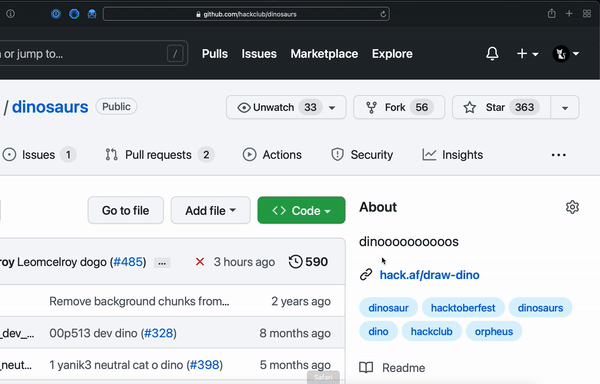 github.com/hackclub/dinosaurs
or jump to...
/
Pulls Issues Marketplace Explore
/ dinosaurs Public
Unwatch 33
Fork 56
Star 363
Issues 1
Pull requests 2
Actions
Security
Insights
Go to file
Add file
<> Code
About
dinoooooooooos
roy Leomcelroy dogo (#485) ... 3 hours ago 590
hack.af/draw-dino
Remove background chunks from... 2 years ago
dinosaur hacktoberfest dinosaurs
_dev_... 00p513 dev dino (#328) 8 months ago
dino hackclub orpheus
_neut... 1 yanik3 neutral cat o dino (#398) 5 months ago
Readme
Safari